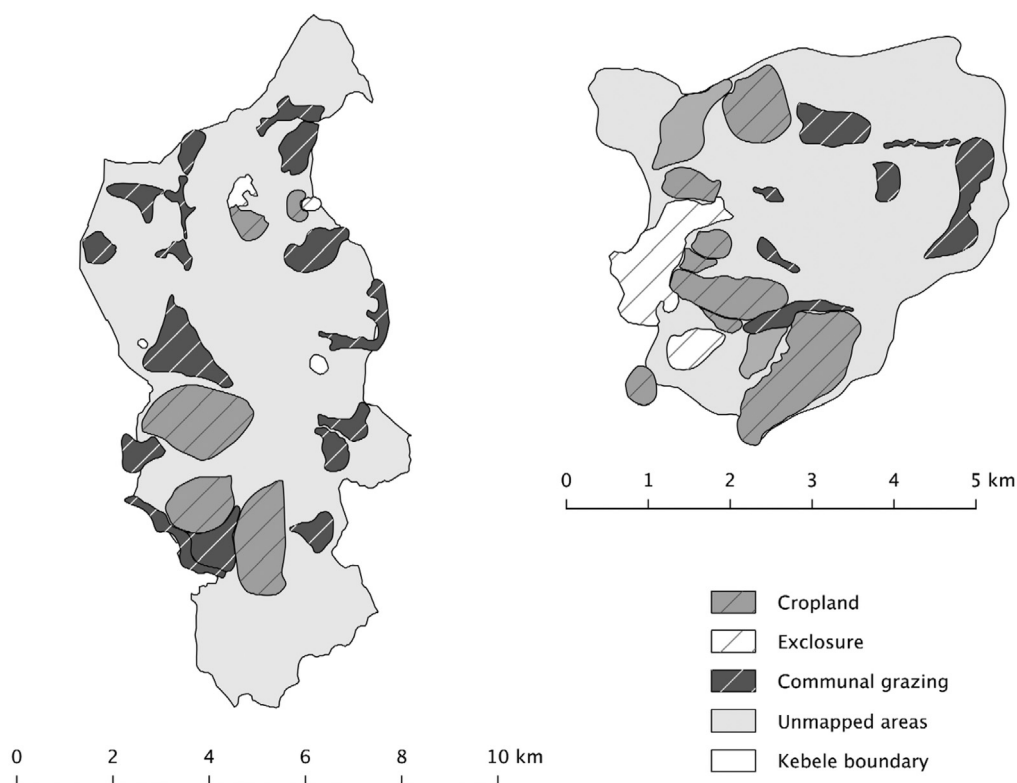 0 1 2 3 4 5 km
Cropland
Exclosure
Communal grazing
Unmapped areas
Kebele boundary
0 2 4 6 8 10 km